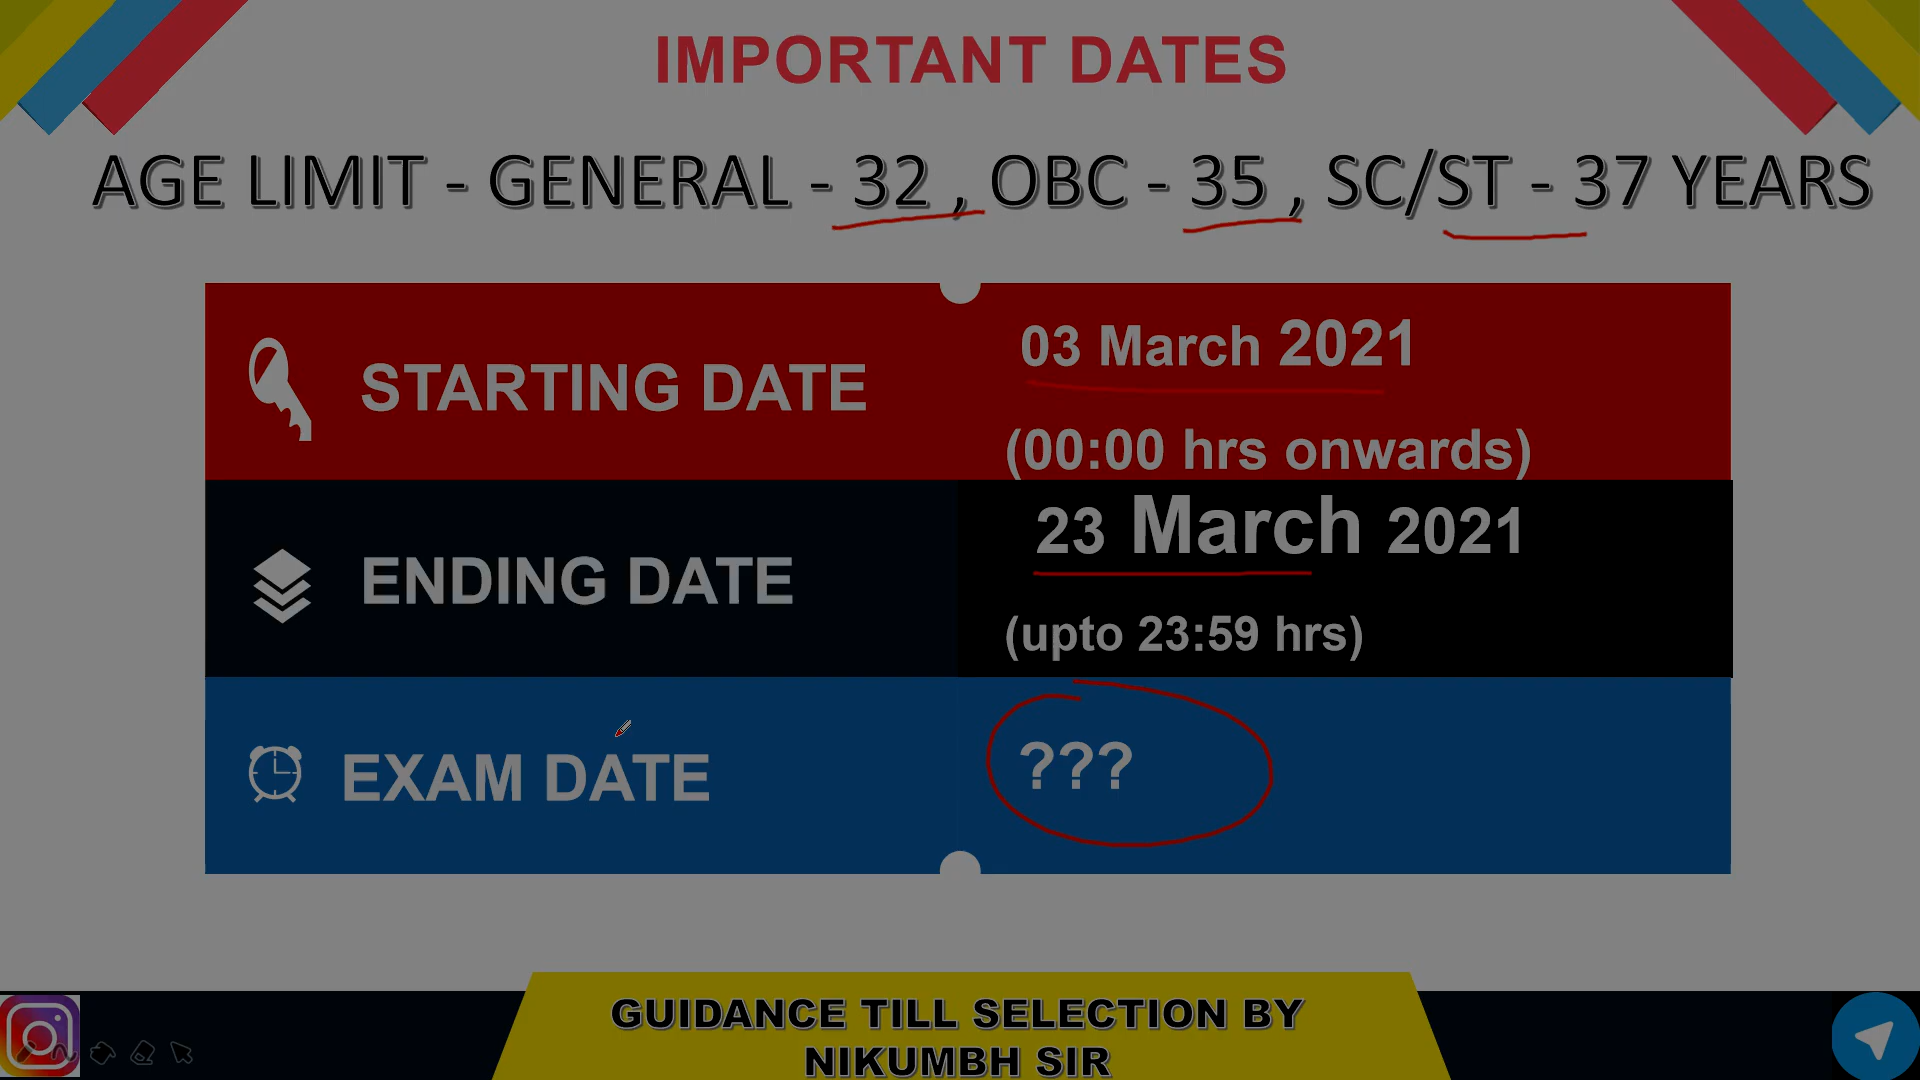 IMPORTANT DATES
AGE LIMIT - GENERAL - 32 , OBC - 35 , SC/ST - 37 YEARS
STARTING DATE
03 March 2021
(00:00 hrs onwards)
ENDING DATE
23 March 2021
(upto 23:59 hrs)
EXAM DATE
???
GUIDANCE TILL SELECTION BY
NIKUMBH SIR